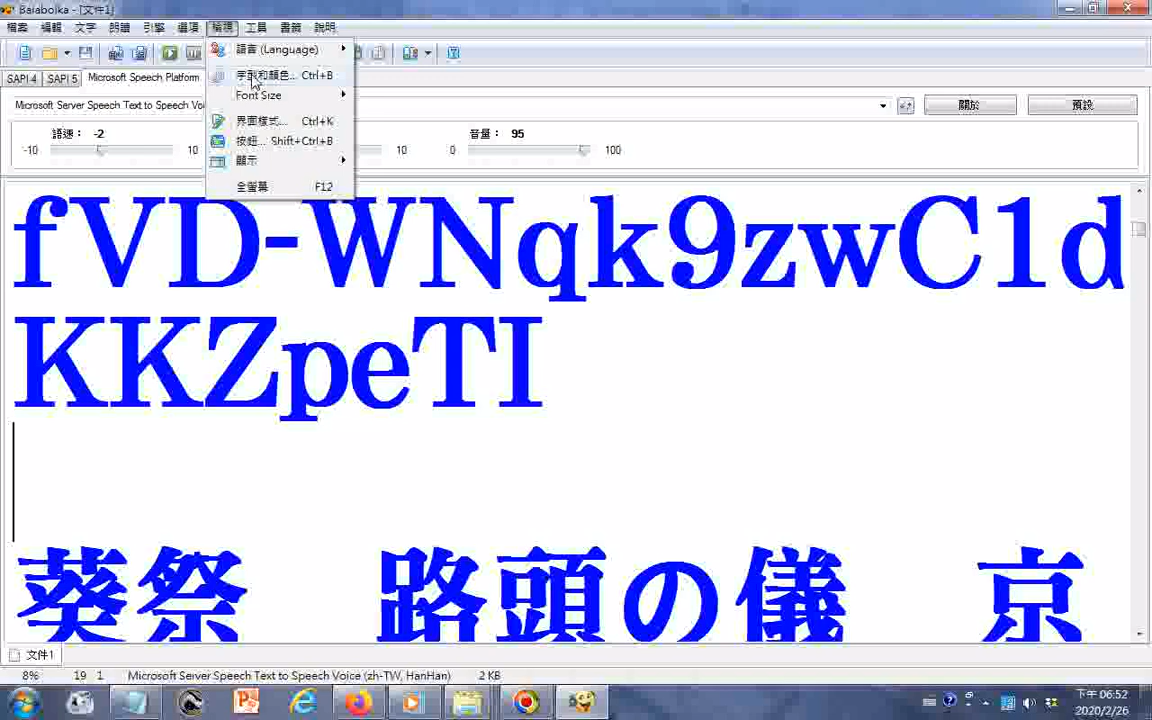 Balabolka - [文件1]
檔案 編輯 文字 朗讀 引擎 選項 檢視 工具 書籤 說明
語言 (Language)
字型和顏色... Ctrl+B
Font Size
界面樣式... Ctrl+K
按鈕... Shift+Ctrl+B
顯示
全螢幕 F12
SAPI 4 SAPI 5 Microsoft Speech Platform
Microsoft Server Speech Text to Speech Voi
關於 預設
語速： -2
音量： 95
-10 10 10 0 100
fVD-WNqk9zwC1d
KKZpeTI
葵祭 路頭の儀 京
文件1
8% 19 1 Microsoft Server Speech Text to Speech Voice (zh-TW, HanHan) 2 KB
下午 06:52
2020/2/26